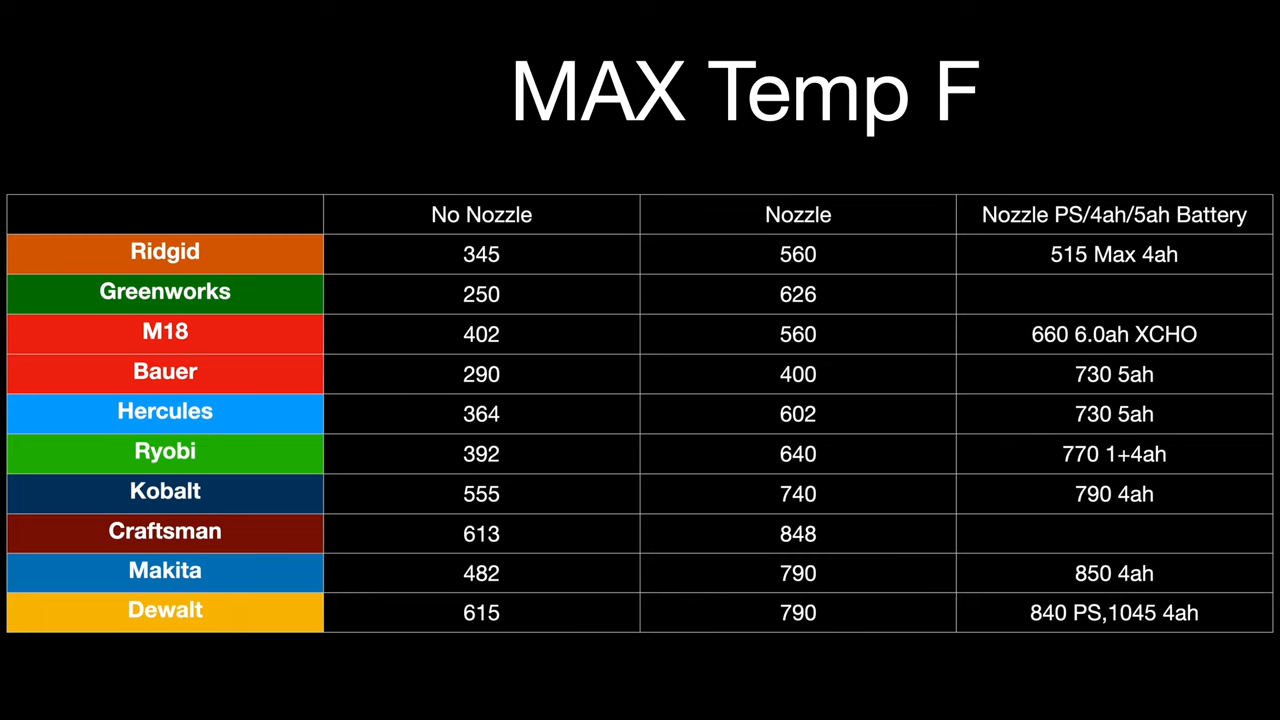 MAX Temp F
No Nozzle Nozzle Nozzle PS/4ah/5ah Battery
Ridgid 345 560 515 Max 4ah
Greenworks 250 626
M18 402 560 660 6.0ah XCHO
Bauer 290 400 730 5ah
Hercules 364 602 730 5ah
Ryobi 392 640 770 1+4ah
Kobalt 555 740 790 4ah
Craftsman 613 848
Makita 482 790 850 4ah
Dewalt 615 790 840 PS,1045 4ah